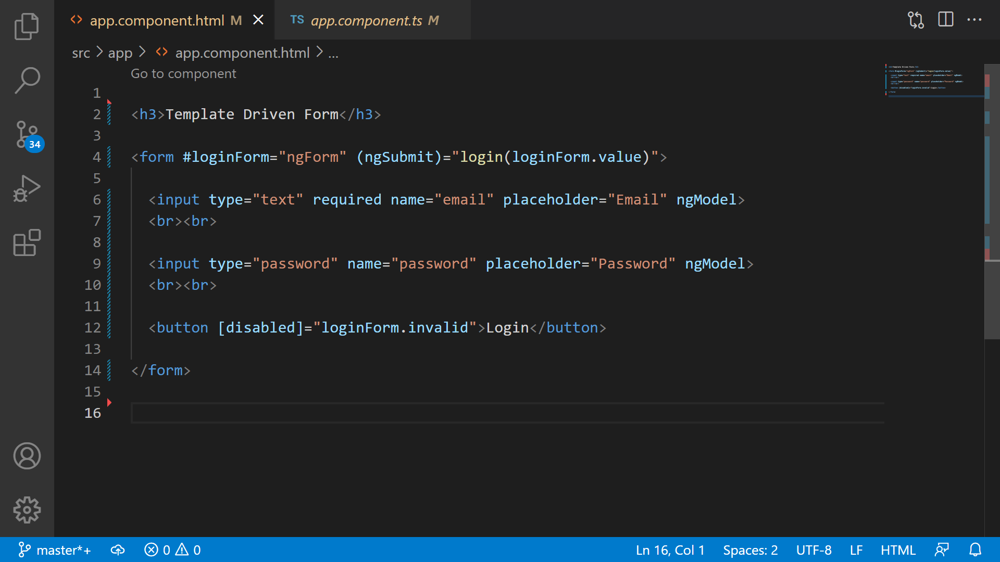 app.component.html M
TS app.component.ts M
src > app > app.component.html > ...
Go to component
1
2 <h3>Template Driven Form</h3>
3
4 <form #loginForm="ngForm" (ngSubmit)="login(loginForm.value)">
5
6 <input type="text" required name="email" placeholder="Email" ngModel>
7 <br><br>
8
9 <input type="password" name="password" placeholder="Password" ngModel>
10 <br><br>
11
12 <button [disabled]="loginForm.invalid">Login</button>
13
14 </form>
15
16
34
master*+ 0 0 Ln 16, Col 1 Spaces: 2 UTF-8 LF HTML